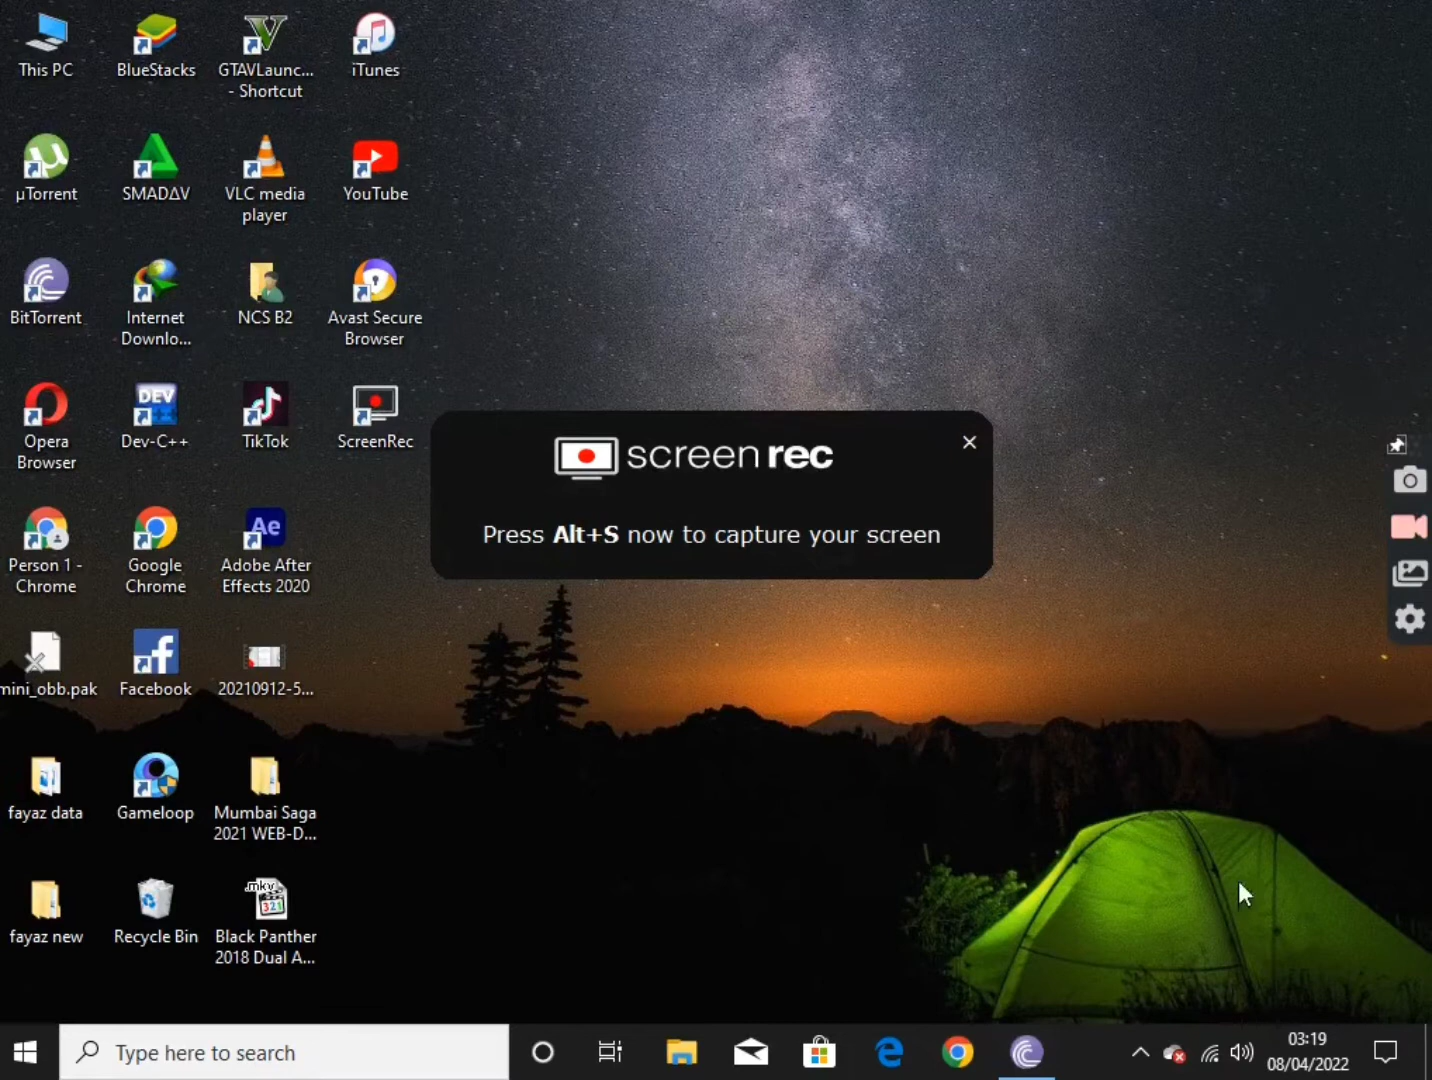 This PC
BlueStacks
GTAVLaunc...
- Shortcut
iTunes
µTorrent
SMADΔV
VLC media
player
YouTube
BitTorrent
Internet
Downlo...
NCS B2
Avast Secure
Browser
Opera
Browser
DEV
Dev-C++
TikTok
ScreenRec
screen rec
Press Alt+S now to capture your screen
Person 1 -
Chrome
Google
Chrome
Ae
Adobe After
Effects 2020
mini_obb.pak
Facebook
20210912-5...
fayaz data
Gameloop
Mumbai Saga
2021 WEB-D...
fayaz new
Recycle Bin
.mkv
321
Black Panther
2018 Dual A...
Type here to search
03:19
08/04/2022